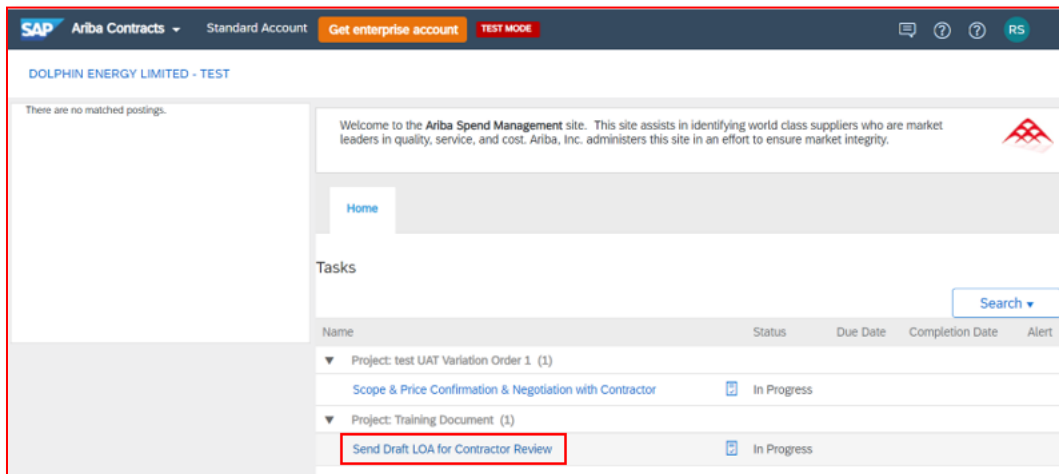 SAP Ariba Contracts Standard Account Get enterprise account TEST MODE RS
DOLPHIN ENERGY LIMITED - TEST
There are no matched postings.
Welcome to the Ariba Spend Management site. This site assists in identifying world class suppliers who are market
leaders in quality, service, and cost. Ariba, Inc. administers this site in an effort to ensure market integrity.
Home
Tasks
Search
Name Status Due Date Completion Date Alert
Project: test UAT Variation Order 1 (1)
Scope & Price Confirmation & Negotiation with Contractor In Progress
Project: Training Document (1)
Send Draft LOA for Contractor Review In Progress